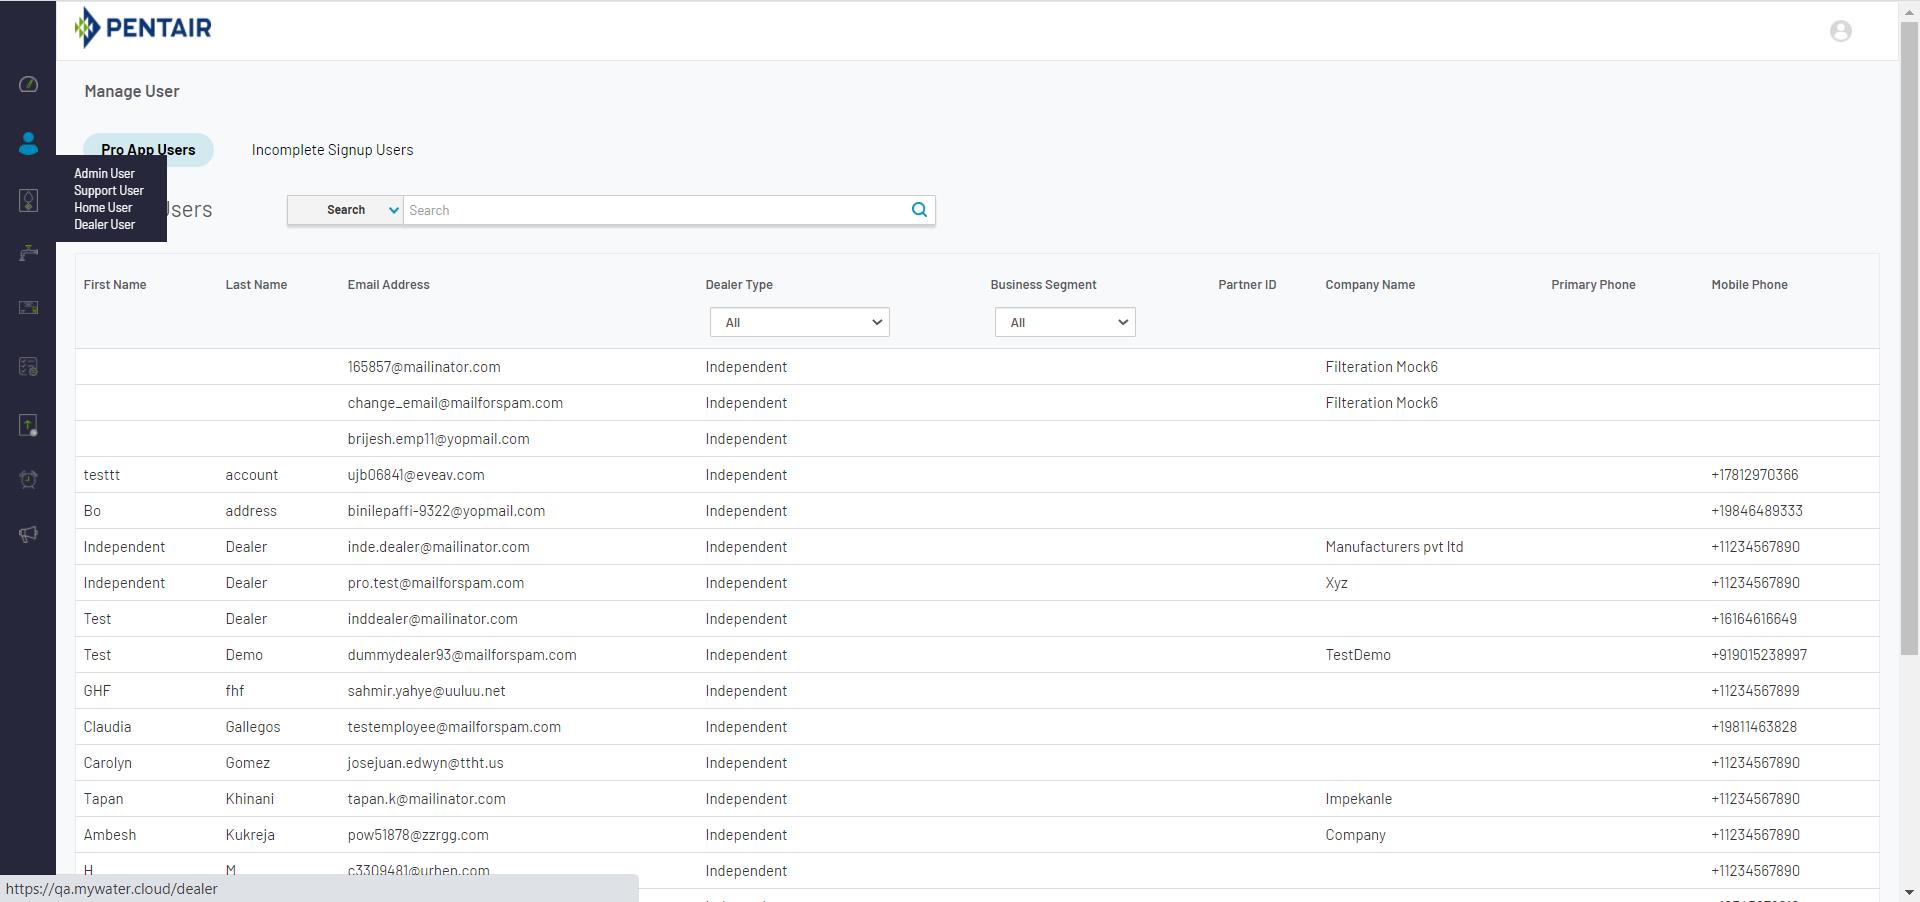 PENTAIR
Manage User
Pro App Users Incomplete Signup Users
Admin User
Support User
Home User
Dealer User
Users
Search Search
First Name Last Name Email Address Dealer Type Business Segment Partner ID Company Name Primary Phone Mobile Phone
All All
165857@mailinator.com Independent Filteration Mock6
change_email@mailforspam.com Independent Filteration Mock6
brijesh.emp11@yopmail.com Independent
testtt account ujb06841@eveav.com Independent +17812970366
Bo address binilepaffi-9322@yopmail.com Independent +19846489333
Independent Dealer inde.dealer@mailinator.com Independent Manufacturers pvt ltd +11234567890
Independent Dealer pro.test@mailforspam.com Independent Xyz +11234567890
Test Dealer inddealer@mailinator.com Independent +16164616649
Test Demo dummydealer93@mailforspam.com Independent TestDemo +919015238997
GHF fhf sahmir.yahye@uuluu.net Independent +11234567899
Claudia Gallegos testemployee@mailforspam.com Independent +19811463828
Carolyn Gomez josejuan.edwyn@ttht.us Independent +11234567890
Tapan Khinani tapan.k@mailinator.com Independent Impekanle +11234567890
Ambesh Kukreja pow51878@zzrgg.com Independent Company +11234567890
H M c3309481@urhen.com Independent +11234567890
https://qa.mywater.cloud/dealer